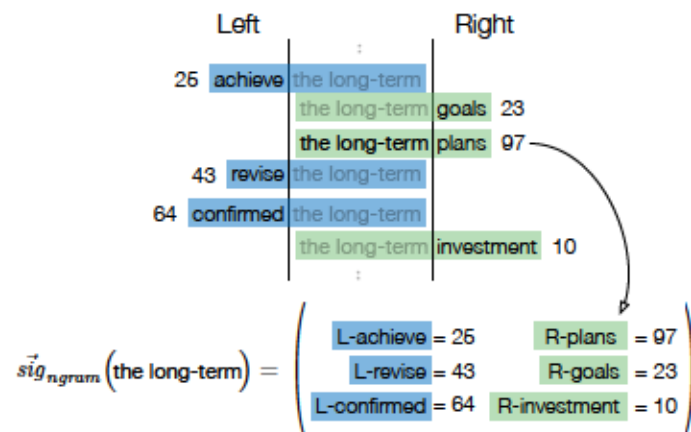 Left Right
25 achieve the long-term
the long-term goals 23
the long-term plans 97
43 revise the long-term
64 confirmed the long-term
the long-term investment 10
L-achieve = 25 R-plans = 97
sig_ngram(the long-term) = L-revise = 43 R-goals = 23
L-confirmed = 64 R-investment = 10